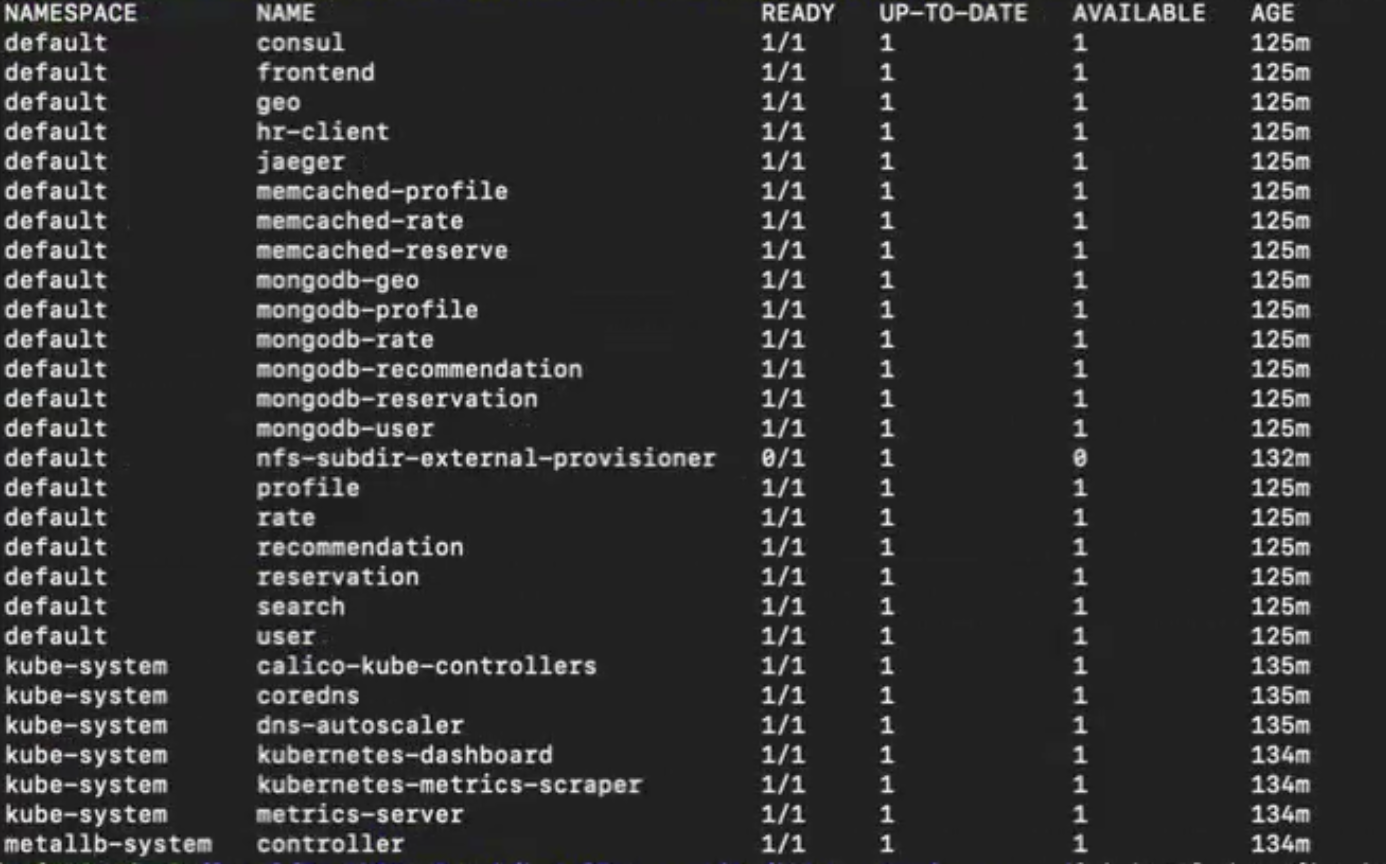 NAMESPACE NAME READY UP-TO-DATE AVAILABLE AGE
default consul 1/1 1 1 125m
default frontend 1/1 1 1 125m
default geo 1/1 1 1 125m
default hr-client 1/1 1 1 125m
default jaeger 1/1 1 1 125m
default memcached-profile 1/1 1 1 125m
default memcached-rate 1/1 1 1 125m
default memcached-reserve 1/1 1 1 125m
default mongodb-geo 1/1 1 1 125m
default mongodb-profile 1/1 1 1 125m
default mongodb-rate 1/1 1 1 125m
default mongodb-recommendation 1/1 1 1 125m
default mongodb-reservation 1/1 1 1 125m
default mongodb-user 1/1 1 1 125m
default nfs-subdir-external-provisioner 0/1 1 0 132m
default profile 1/1 1 1 125m
default rate 1/1 1 1 125m
default recommendation 1/1 1 1 125m
default reservation 1/1 1 1 125m
default search 1/1 1 1 125m
default user 1/1 1 1 125m
kube-system calico-kube-controllers 1/1 1 1 135m
kube-system coredns 1/1 1 1 135m
kube-system dns-autoscaler 1/1 1 1 135m
kube-system kubernetes-dashboard 1/1 1 1 134m
kube-system kubernetes-metrics-scraper 1/1 1 1 134m
kube-system metrics-server 1/1 1 1 134m
metallb-system controller 1/1 1 1 134m